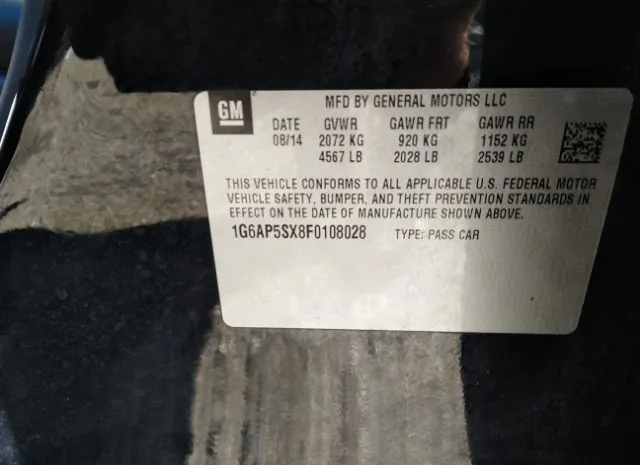 GM
MFD BY GENERAL MOTORS LLC
DATE GVWR GAWR FRT GAWR RR
08/14 2072 KG 920 KG 1152 KG
4567 LB 2028 LB 2539 LB
THIS VEHICLE CONFORMS TO ALL APPLICABLE U.S. FEDERAL MOTOR
VEHICLE SAFETY, BUMPER, AND THEFT PREVENTION STANDARDS IN
EFFECT ON THE DATE OF MANUFACTURE SHOWN ABOVE.
1G6AP5SX8F0108028 TYPE: PASS CAR